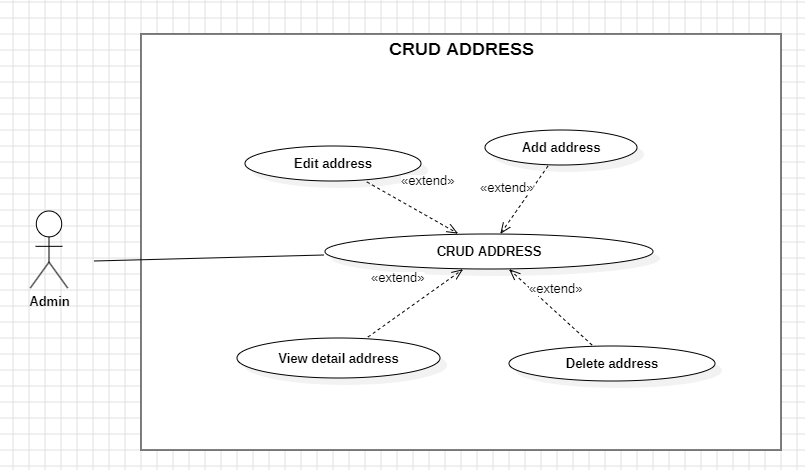 CRUD ADDRESS
Add address
Edit address
«extend»
«extend»
CRUD ADDRESS
«extend»
«extend»
Admin
View detail address
Delete address